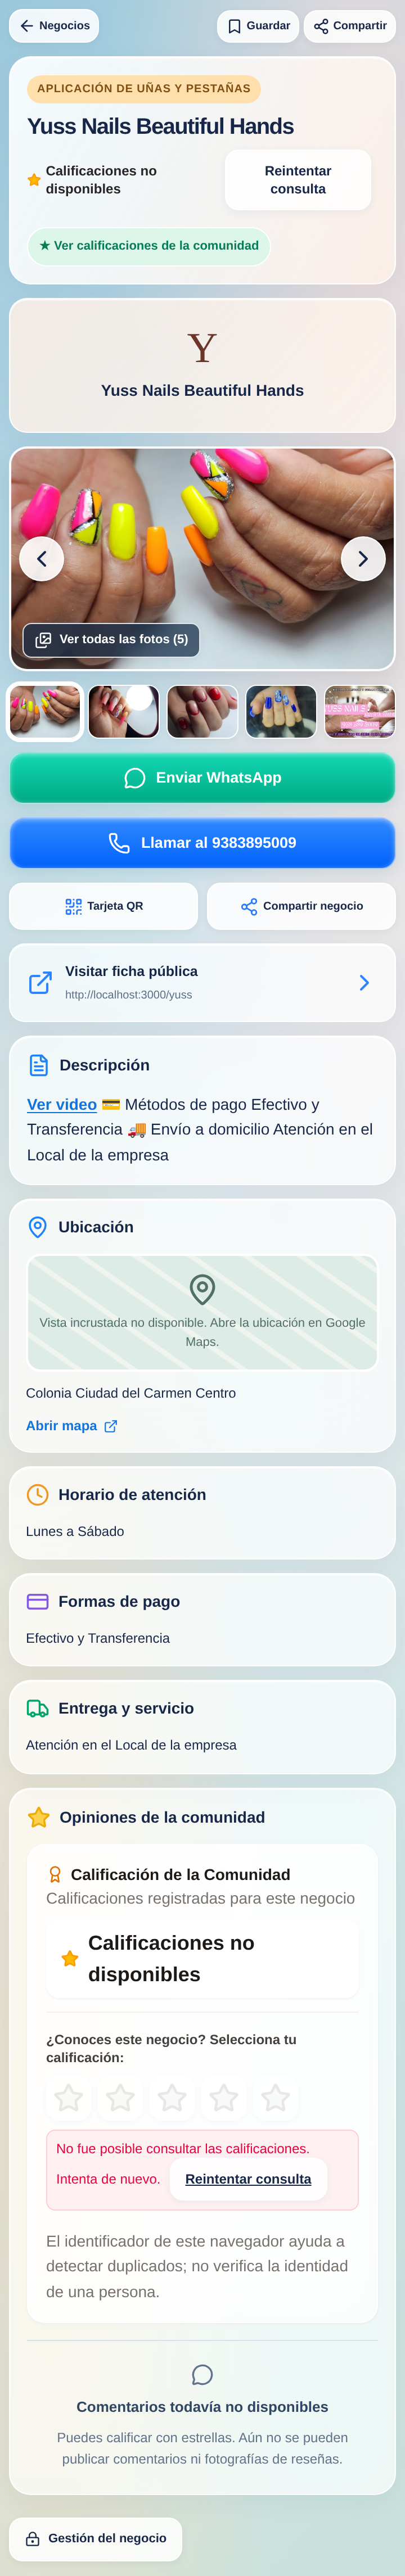 Negocios
Guardar
Compartir
APLICACIÓN DE UÑAS Y PESTAÑAS
Yuss Nails Beautiful Hands
Calificaciones no
disponibles
Reintentar
consulta
★ Ver calificaciones de la comunidad
Y
Yuss Nails Beautiful Hands
Ver todas las fotos (5)
Enviar WhatsApp
Llamar al 9383895009
Tarjeta QR
Compartir negocio
Visitar ficha pública
http://localhost:3000/yuss
Descripción
Ver video 💳 Métodos de pago Efectivo y
Transferencia 🚚 Envío a domicilio Atención en el
Local de la empresa
Ubicación
Vista incrustada no disponible. Abre la ubicación en Google
Maps.
Colonia Ciudad del Carmen Centro
Abrir mapa
Horario de atención
Lunes a Sábado
Formas de pago
Efectivo y Transferencia
Entrega y servicio
Atención en el Local de la empresa
Opiniones de la comunidad
Calificación de la Comunidad
Calificaciones registradas para este negocio
Calificaciones no
disponibles
¿Conoces este negocio? Selecciona tu
calificación:
No fue posible consultar las calificaciones.
Intenta de nuevo. Reintentar consulta
El identificador de este navegador ayuda a
detectar duplicados; no verifica la identidad
de una persona.
Comentarios todavía no disponibles
Puedes calificar con estrellas. Aún no se pueden
publicar comentarios ni fotografías de reseñas.
Gestión del negocio